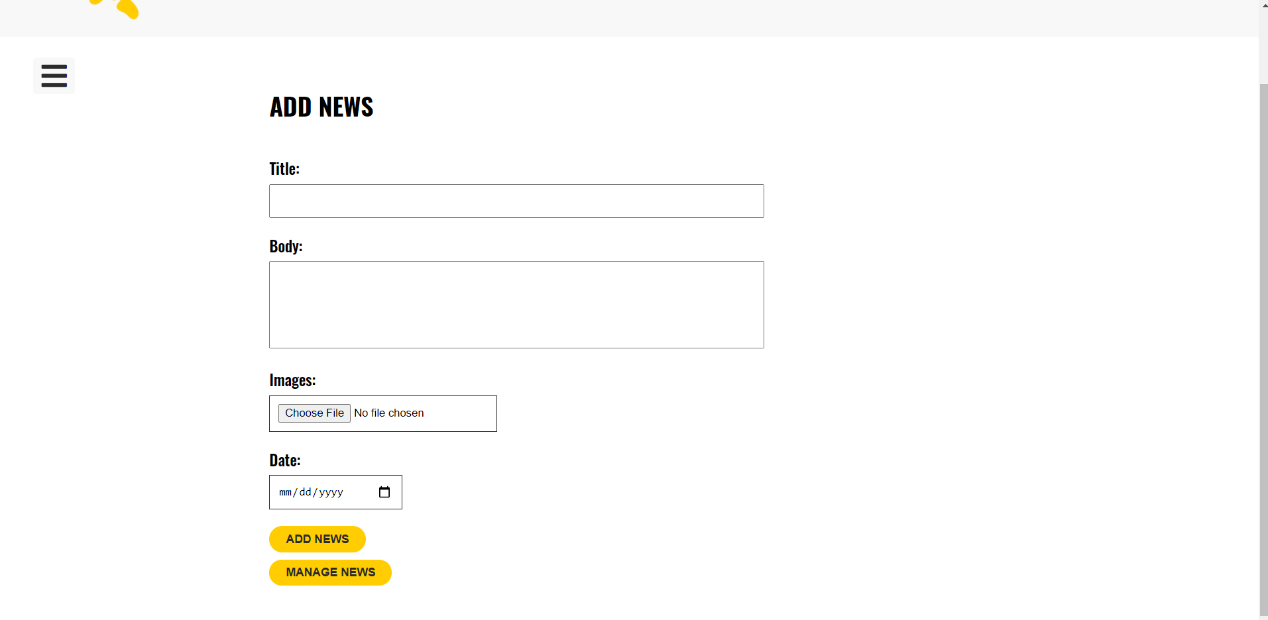 ADD NEWS
Title:
Body:
Images:
Choose File No file chosen
Date:
mm/dd/yyyy
ADD NEWS
MANAGE NEWS